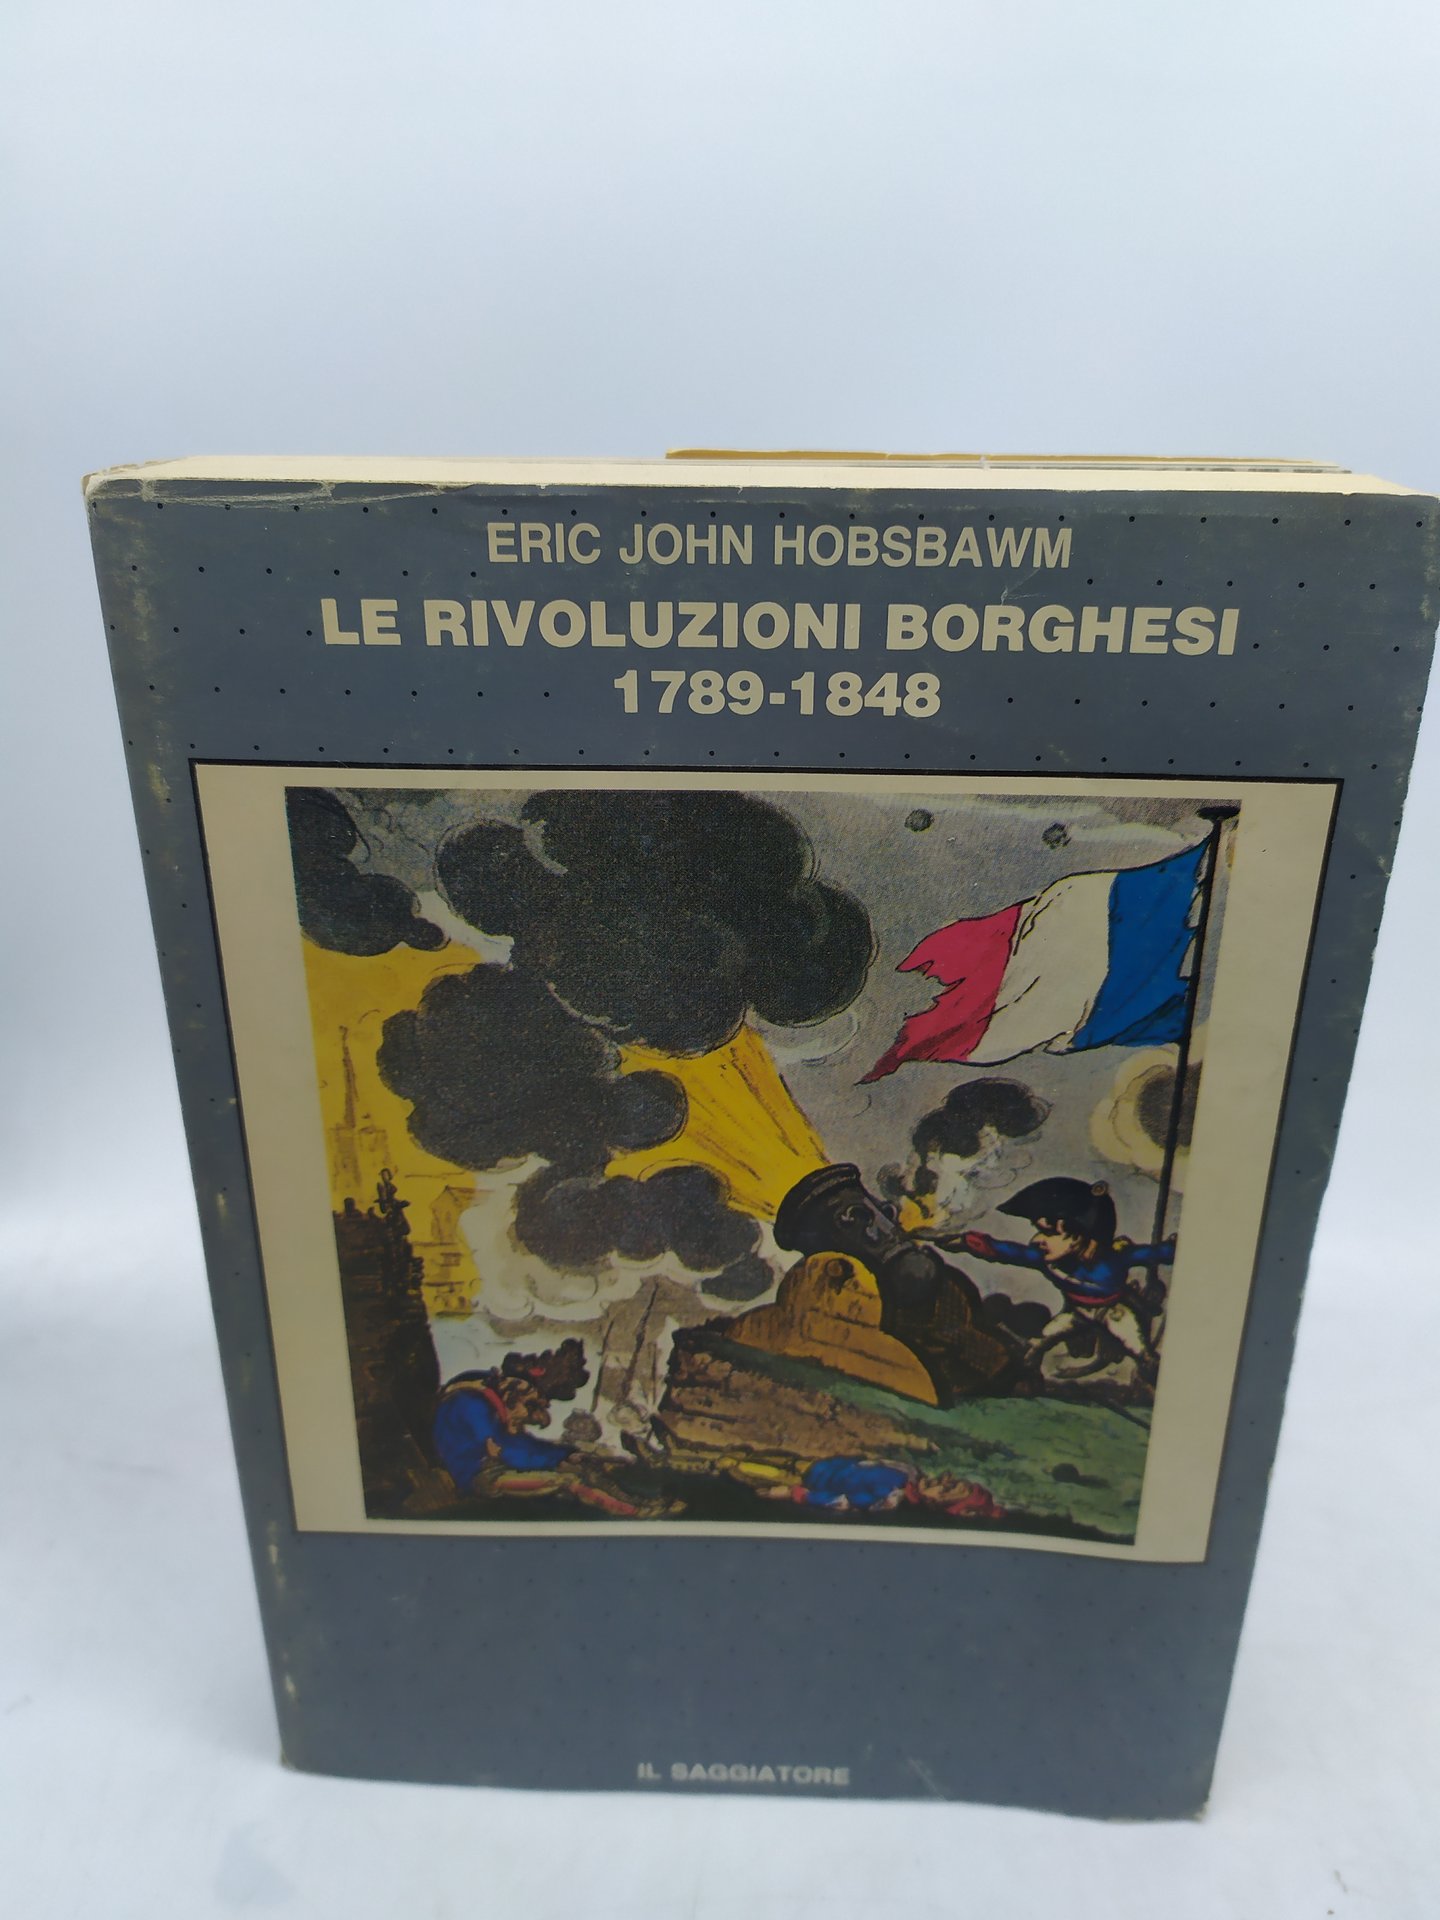 ERIC JOHN HOBSBAWM
LE RIVOLUZIONI BORGHESI
1789-1848
IL SAGGIATORE